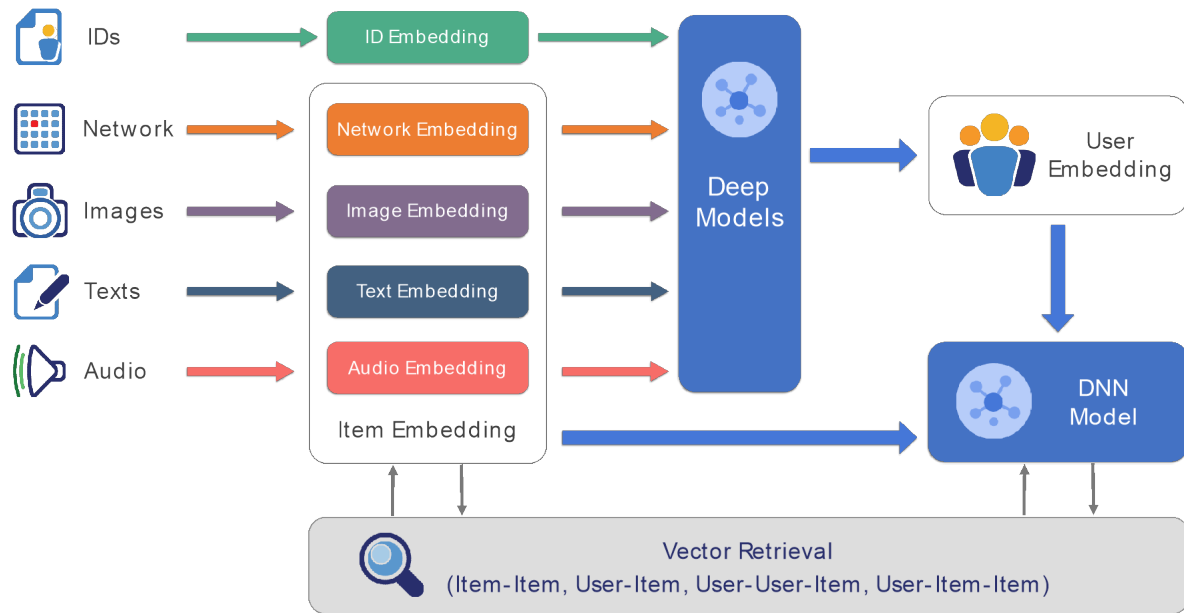 IDs
ID Embedding
Network
Network Embedding
Images
Image Embedding
Texts
Text Embedding
Audio
Audio Embedding
Item Embedding
Deep
Models
User
Embedding
DNN
Model
Vector Retrieval
(Item-Item, User-Item, User-User-Item, User-Item-Item)